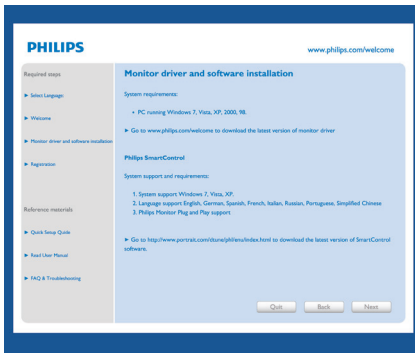 PHILIPS
www.philips.com/welcome
Required steps
▶ Select Language:
▶ Welcome
▶ Monitor driver and software installation
▶ Registration
Reference materials
▶ Quick Setup Guide
▶ Read User Manual
▶ FAQ & Troubleshooting
Monitor driver and software installation
System requirements:
• PC running Windows 7, Vista, XP, 2000, 98.
▶ Go to www.philips.com/welcome to download the latest version of monitor driver
Philips SmartControl
System support and requirements:
1. System support Windows 7, Vista, XP.
2. Language support English, German, Spanish, French, Italian, Russian, Portuguese, Simplified Chinese
3. Philips Monitor Plug and Play support
▶ Go to http://www.portrait.com/dtune/phl/enu/index.html to download the latest version of SmartControl
software.
Quit
Back
Next